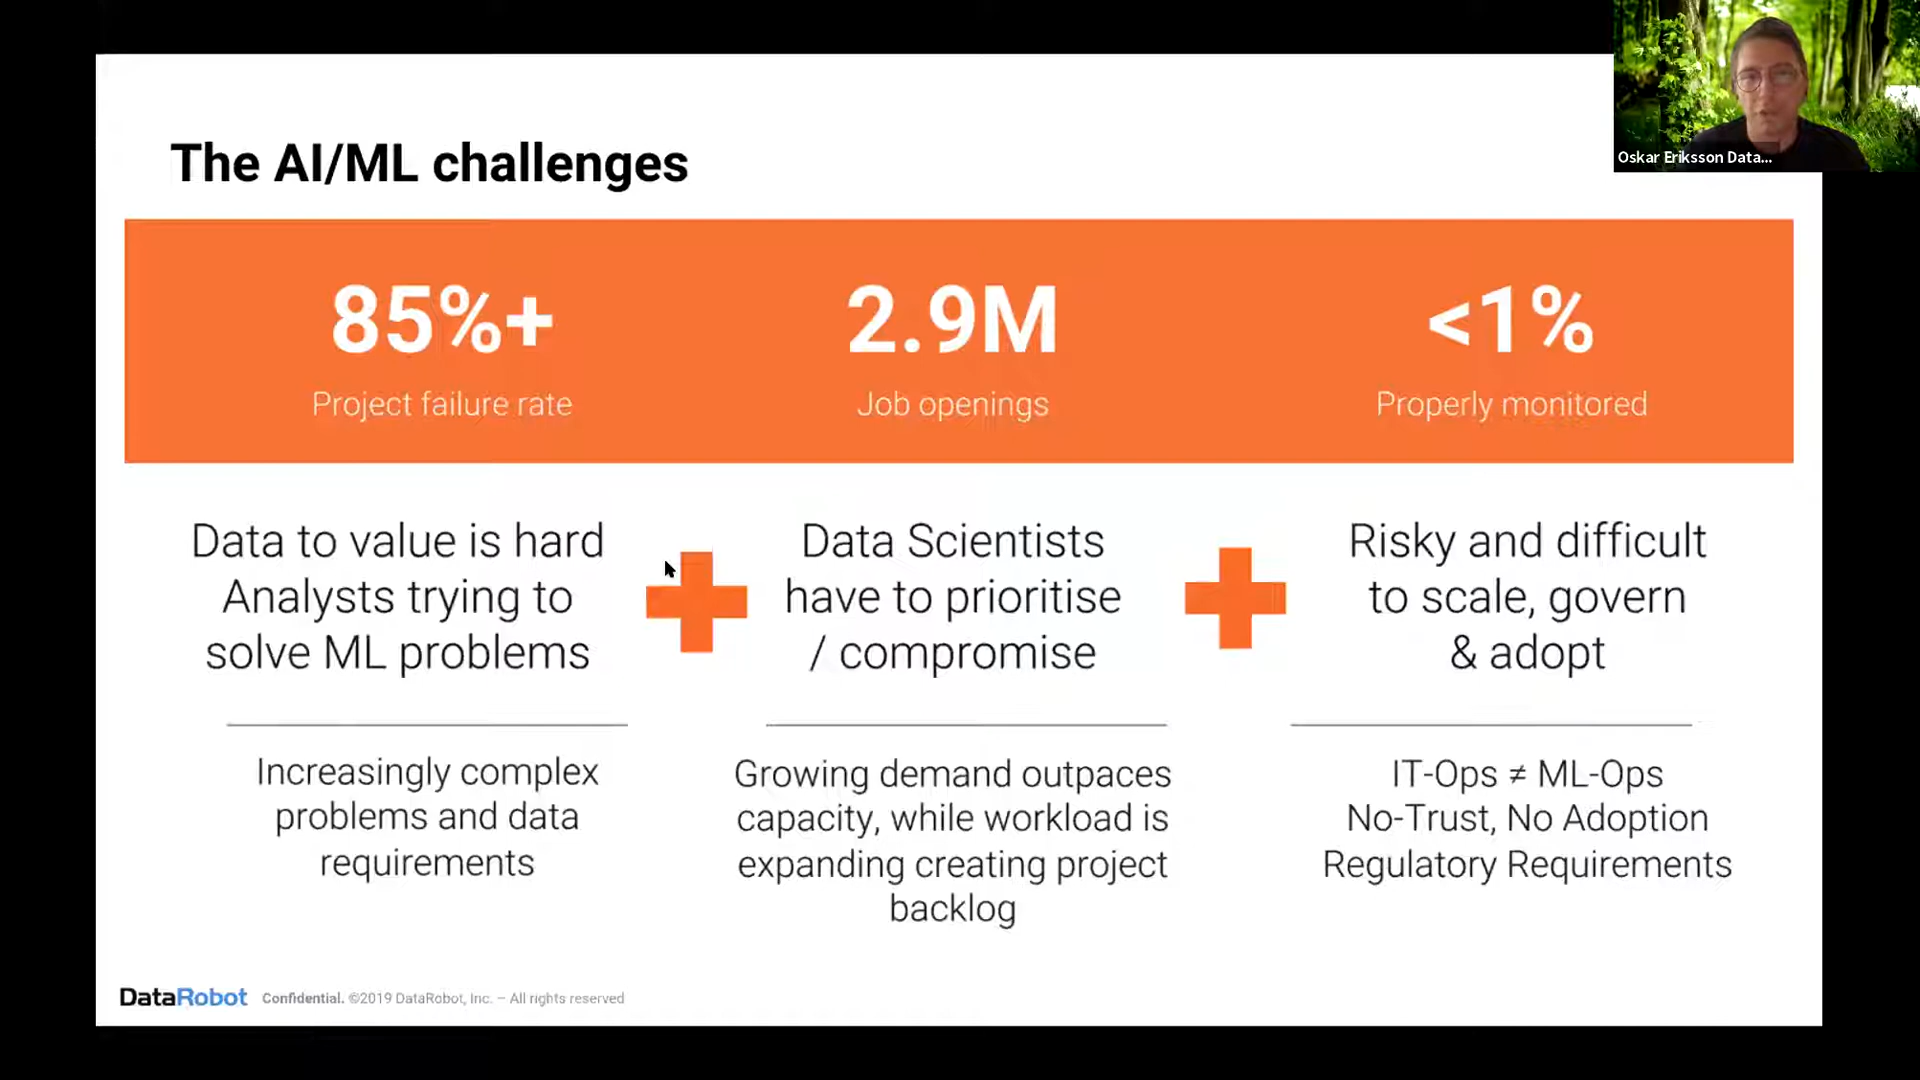 Oskar Eriksson Data...
The AI/ML challenges
85%+
Project failure rate
2.9M
Job openings
<1%
Properly monitored
Data to value is hard
Analysts trying to
solve ML problems
Data Scientists
have to prioritise
/ compromise
Risky and difficult
to scale, govern
& adopt
Increasingly complex
problems and data
requirements
Growing demand outpaces
capacity, while workload is
expanding creating project
backlog
IT-Ops ≠ ML-Ops
No-Trust, No Adoption
Regulatory Requirements
DataRobot Confidential. ©2019 DataRobot, Inc. – All rights reserved